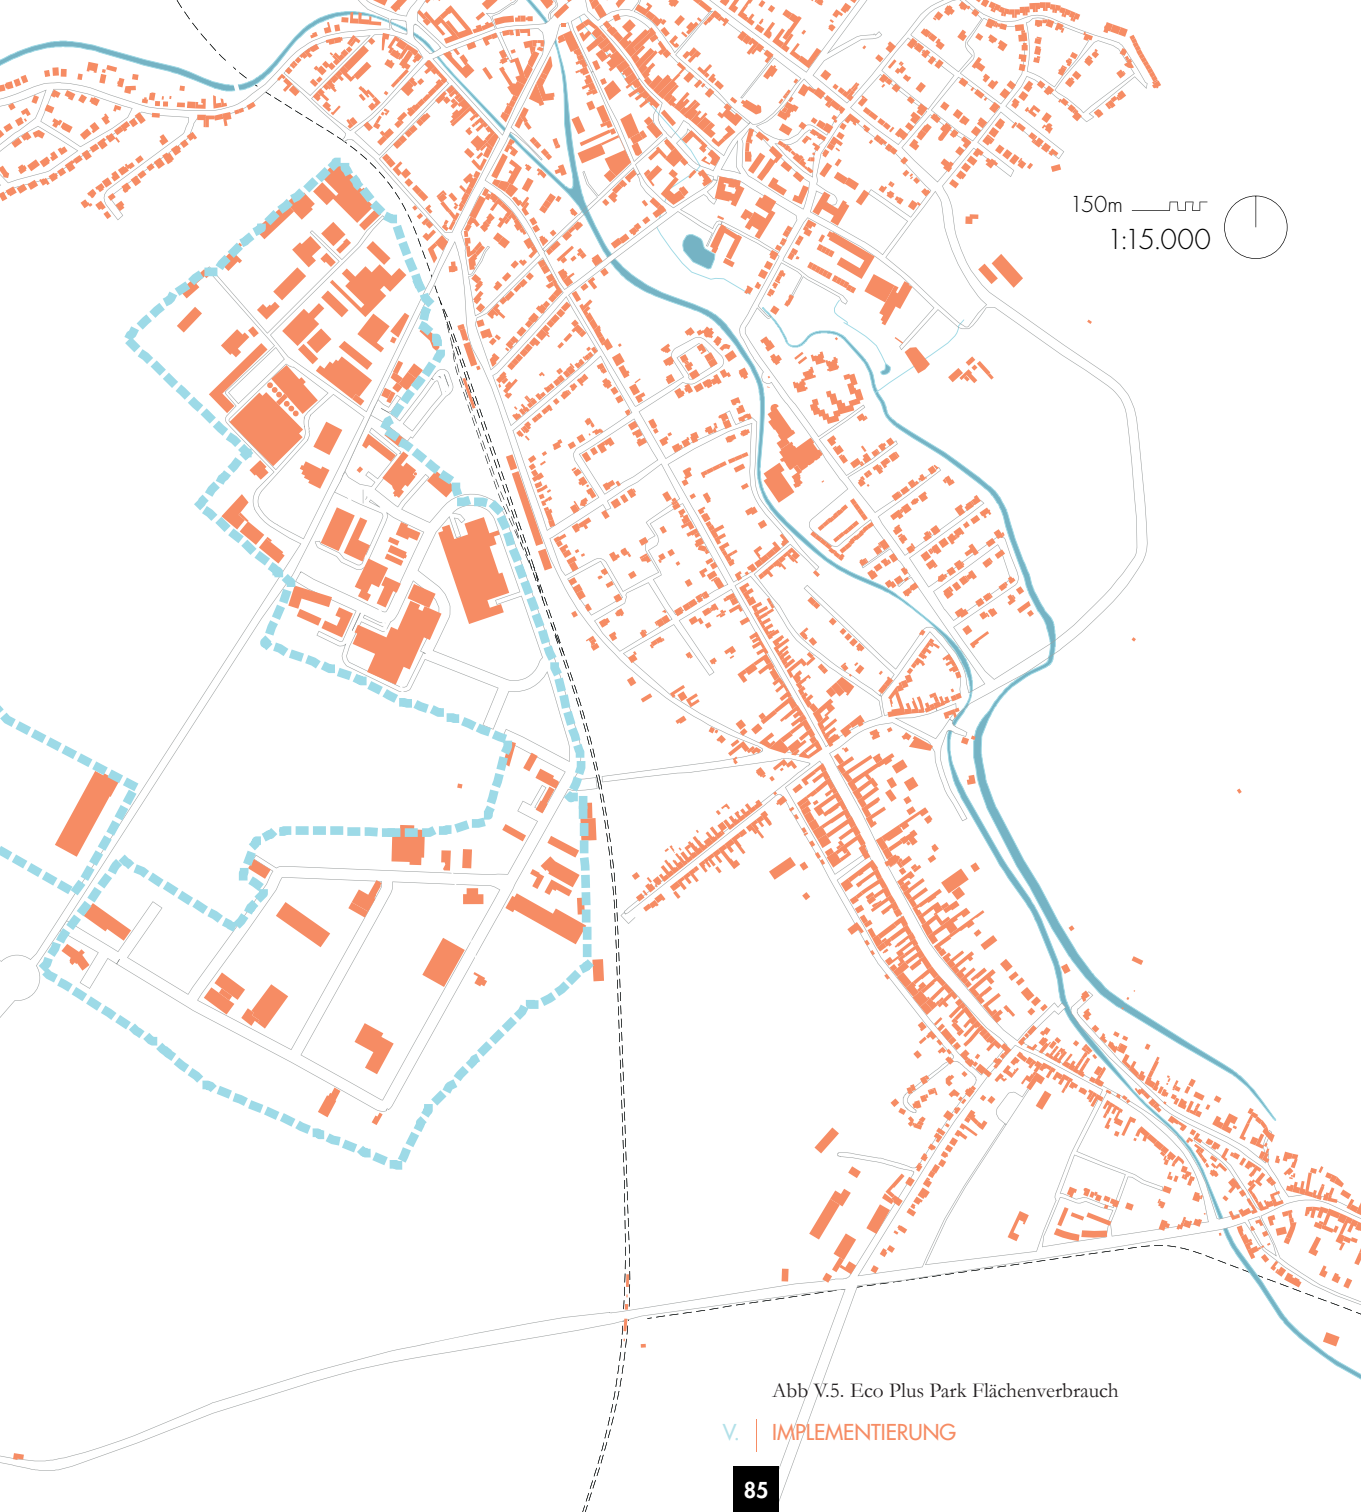 150m
1:15.000
Abb V.5. Eco Plus Park Flächenverbrauch
V. IMPLEMENTIERUNG
85